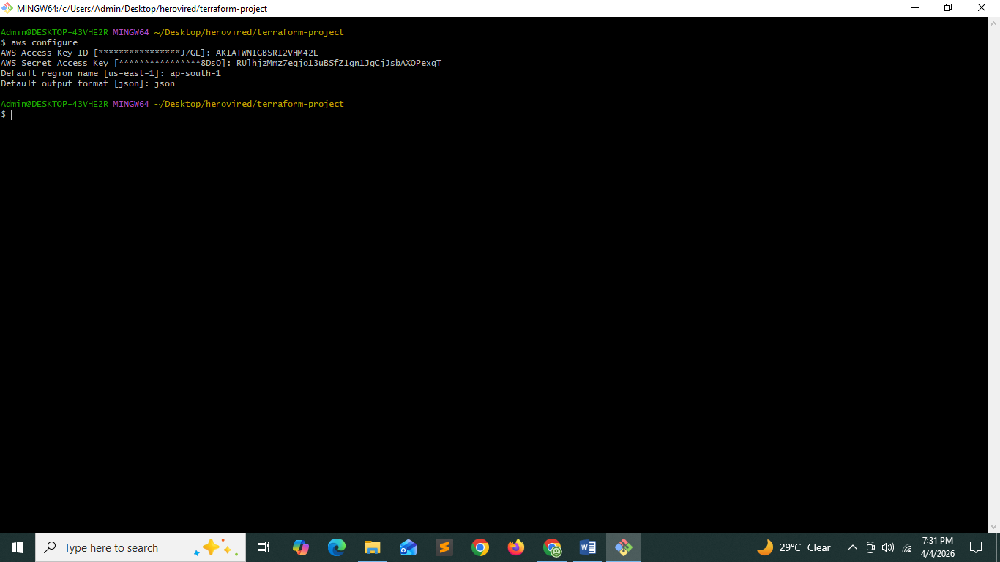 MINGW64:/c/Users/Admin/Desktop/herovired/terraform-project
Admin@DESKTOP-43VHE2R MINGW64 ~/Desktop/herovired/terraform-project
$ aws configure
AWS Access Key ID [****************J7GL]: AKIATWNIGBSRI2VHM42L
AWS Secret Access Key [****************8DsO]: 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
Default region name [us-east-1]: ap-south-1
Default output format [json]: json
Admin@DESKTOP-43VHE2R MINGW64 ~/Desktop/herovired/terraform-project
$
Type here to search
29°C Clear
7:31 PM
4/4/2026